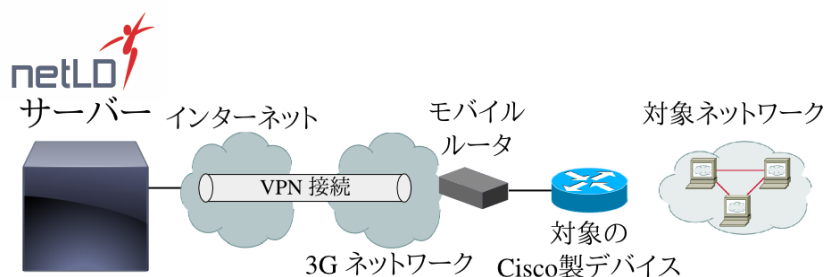 netLD
サーバー
インターネット
モバイル
ルータ
対象ネットワーク
VPN 接続
3G ネットワーク
対象の
Cisco製デバイス